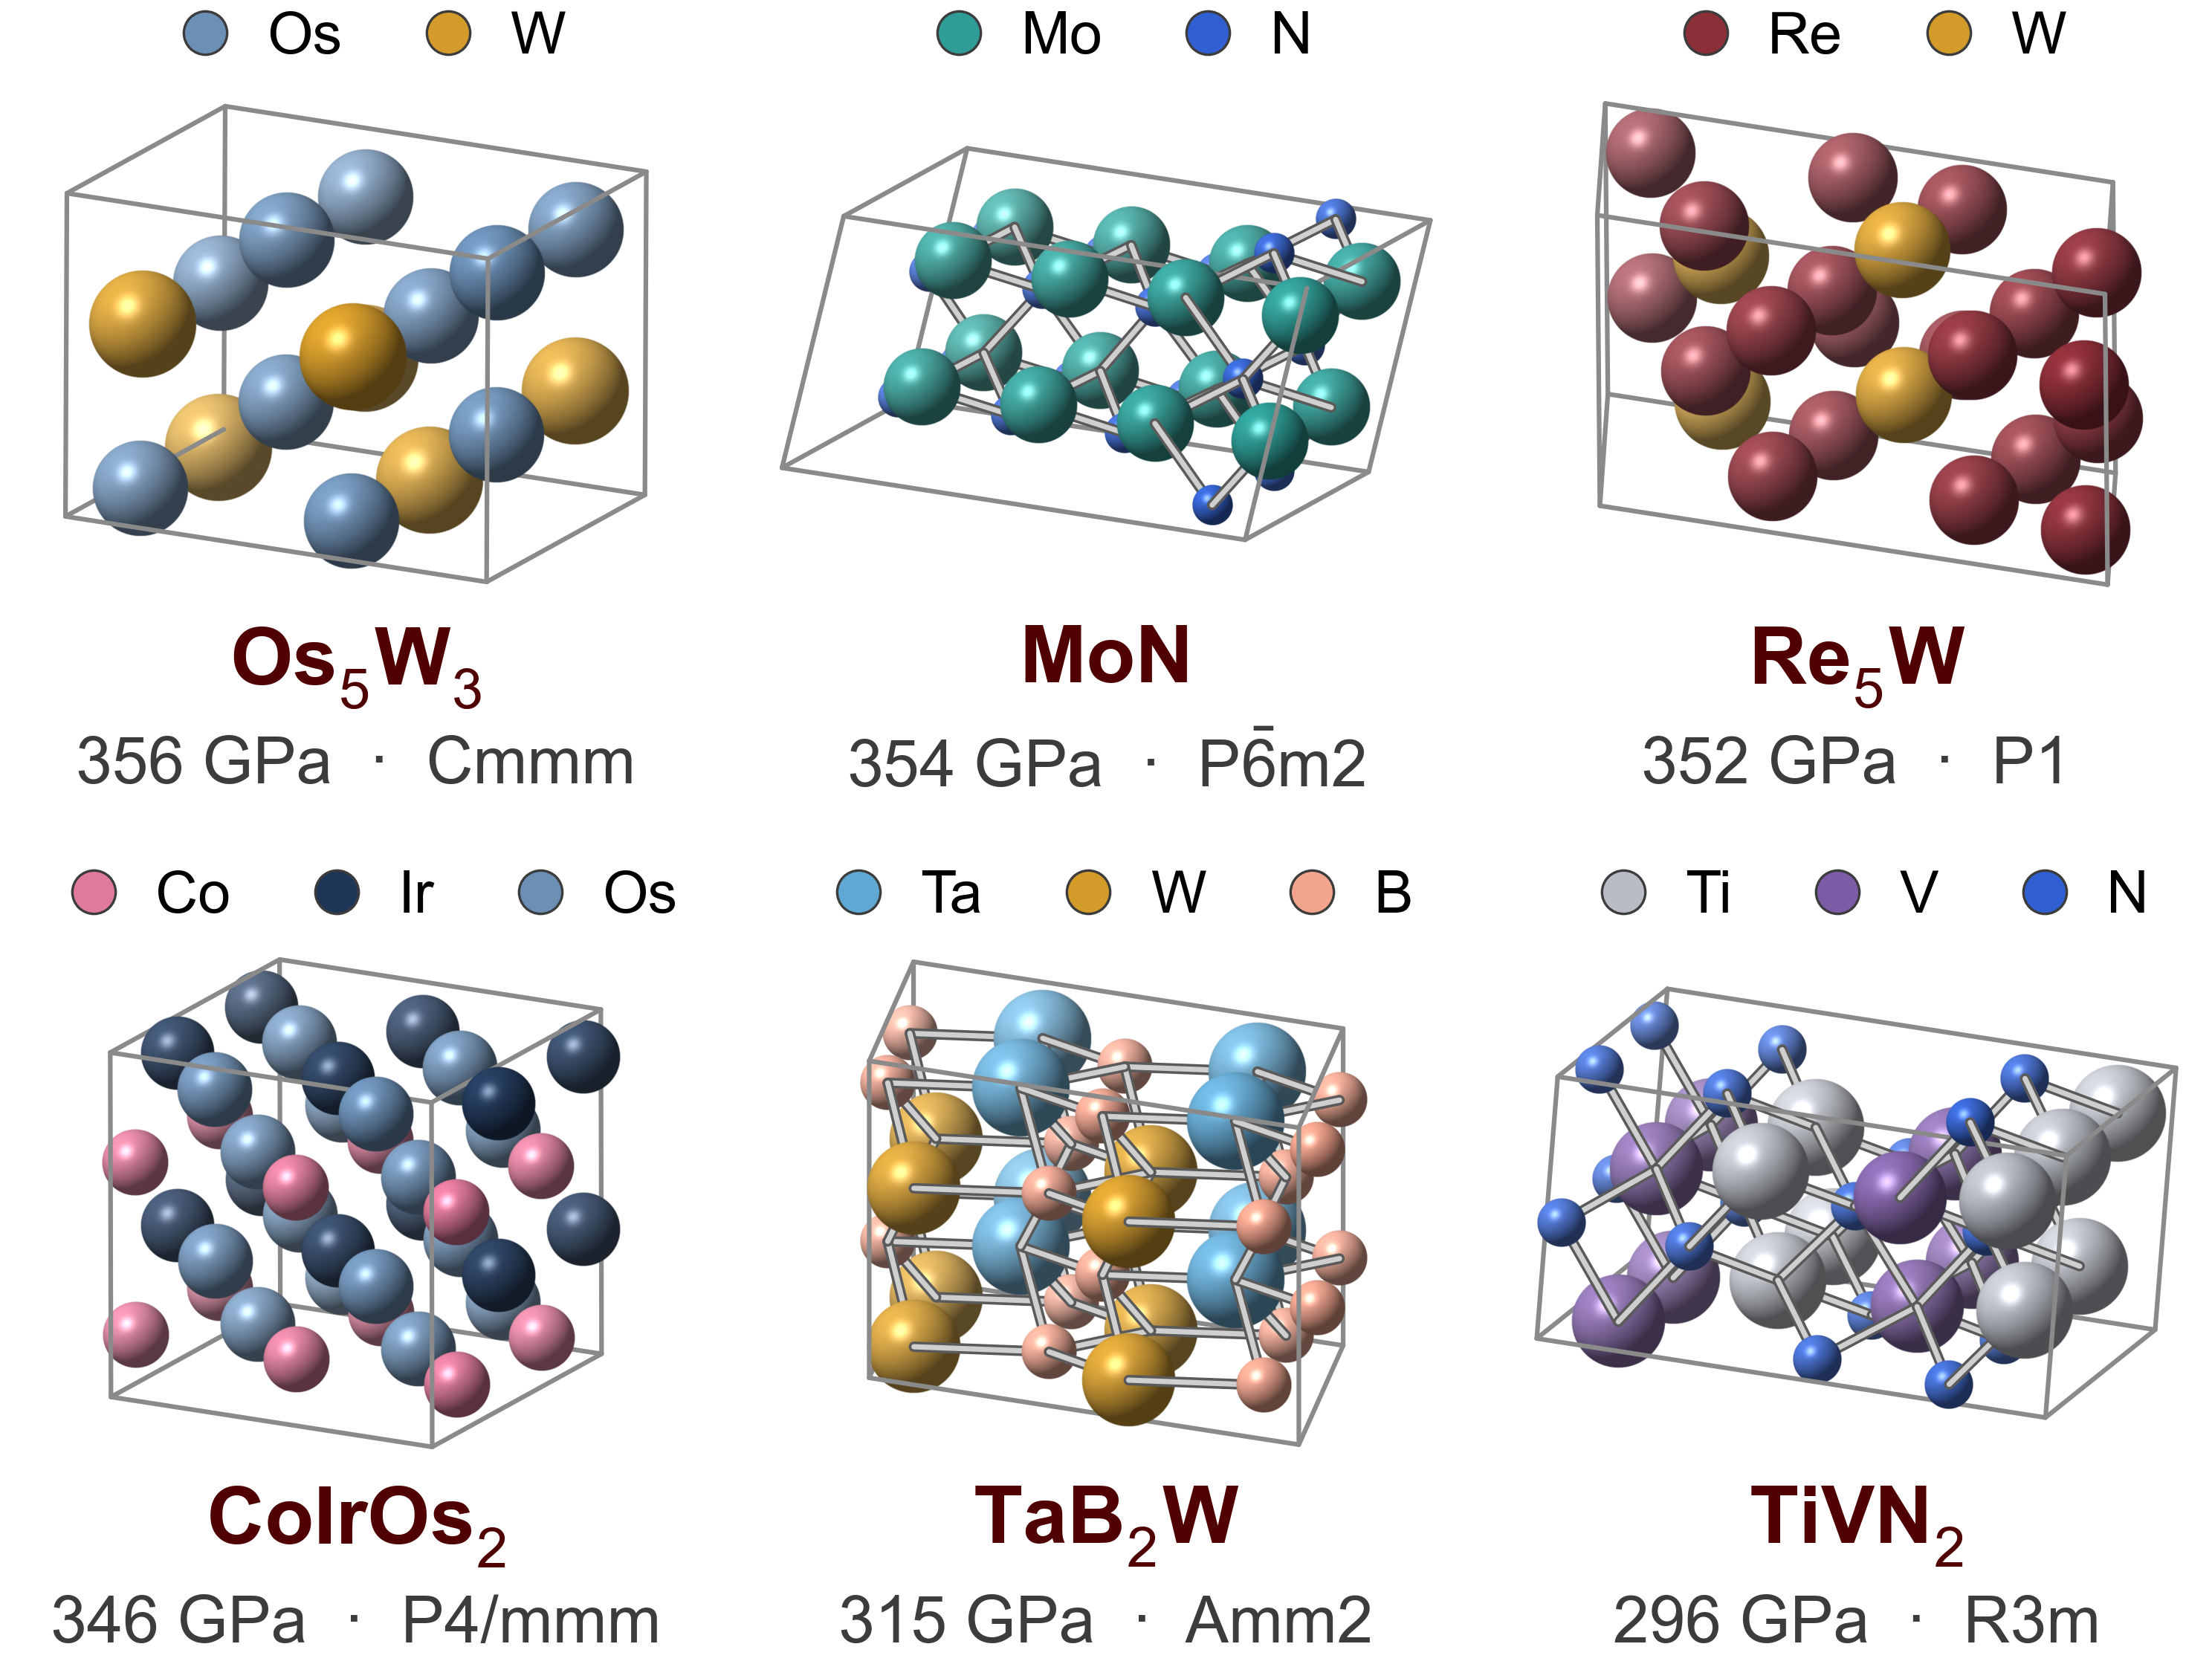 Os W
Mo N
Re W
Os₅W₃
356 GPa · Cmmm
MoN
354 GPa · P6̄m2
Re₅W
352 GPa · P1
Co Ir Os
Ta W B
Ti V N
CoIrOs₂
346 GPa · P4/mmm
TaB₂W
315 GPa · Amm2
TiVN₂
296 GPa · R3m